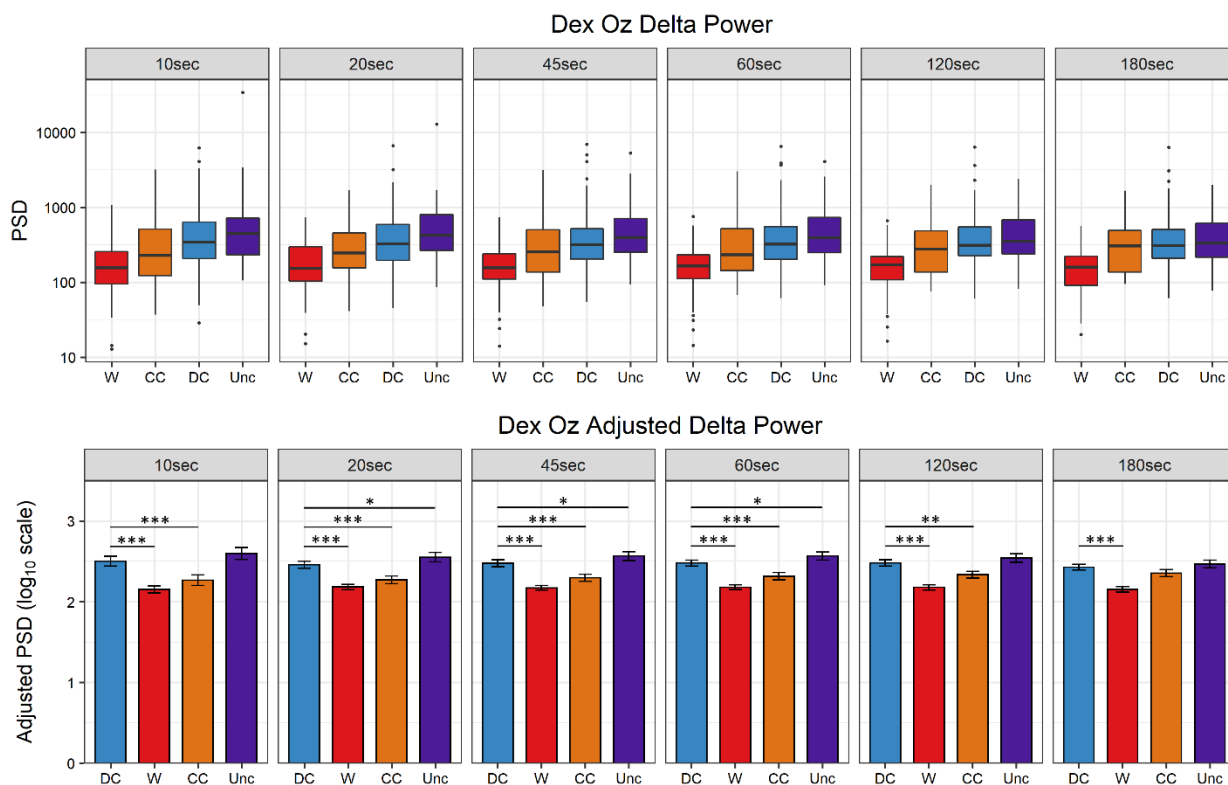 Dex Oz Delta Power
10sec 20sec 45sec 60sec 120sec 180sec
PSD
10000
1000
100
10
W CC DC Unc W CC DC Unc W CC DC Unc W CC DC Unc W CC DC Unc W CC DC Unc
Dex Oz Adjusted Delta Power
10sec 20sec 45sec 60sec 120sec 180sec
Adjusted PSD (log₁₀ scale)
3
2
1
0
* * *
*** *** *** *** **
*** *** *** *** *** ***
DC W CC Unc DC W CC Unc DC W CC Unc DC W CC Unc DC W CC Unc DC W CC Unc